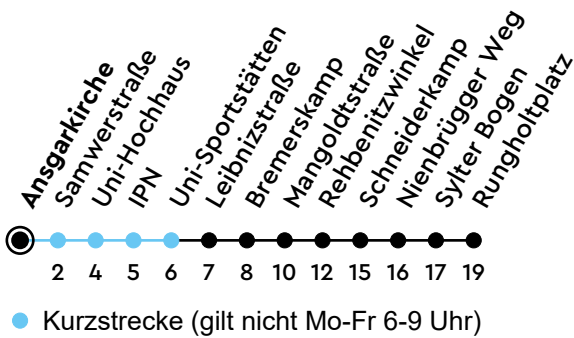 Ansgarkirche
Samwerstraße
Uni-Hochhaus
IPN
Uni-Sportstätten
Leibnizstraße
Bremerskamp
Mangoldtstraße
Rehbenitzwinkel
Schneiderkamp
Nienbrügger Weg
Sylter Bogen
Rungholtplatz
2 4 5 6 7 8 10 12 15 16 17 19
Kurzstrecke (gilt nicht Mo-Fr 6-9 Uhr)